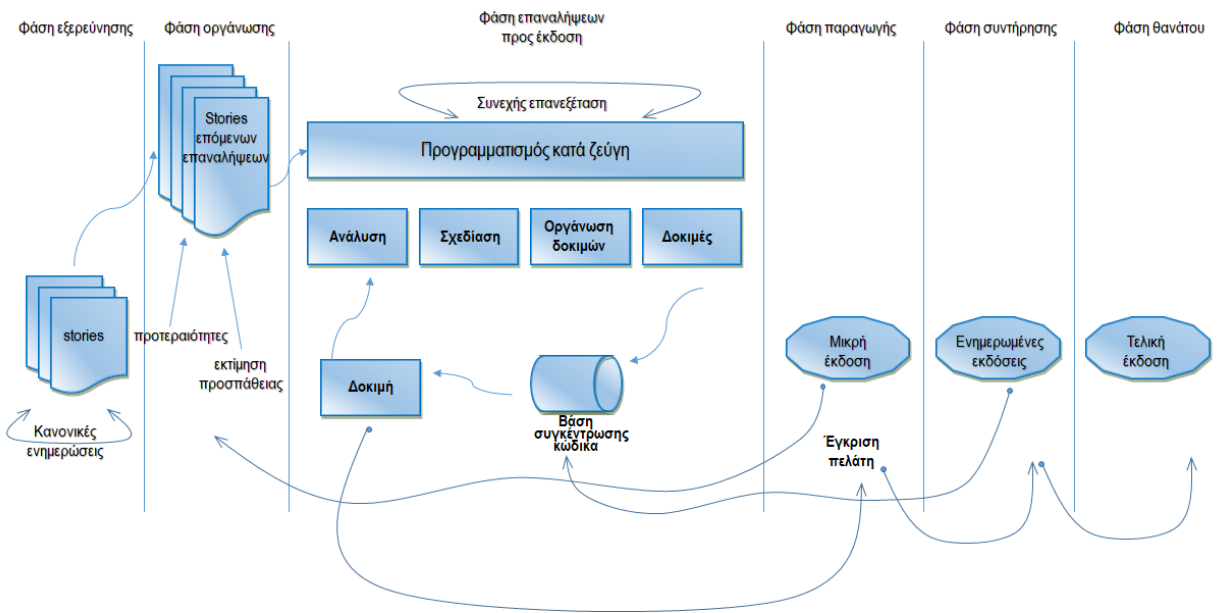 Φάση εξερεύνησης
Φάση οργάνωσης
Φάση επαναλήψεων
προς έκδοση
Φάση παραγωγής
Φάση συντήρησης
Φάση θανάτου
Συνεχής επανεξέταση
Stories
επόμενων
επαναλήψεων
Προγραμματισμός κατά ζεύγη
Ανάλυση
Σχεδίαση
Οργάνωση
δοκιμών
Δοκιμές
stories
προτεραιότητες
εκτίμηση
προσπάθειας
Δοκιμή
Βάση
συγκέντρωσης
κώδικα
Μικρή
έκδοση
Ενημερωμένες
εκδόσεις
Τελική
έκδοση
Κανονικές
ενημερώσεις
Έγκριση
πελάτη